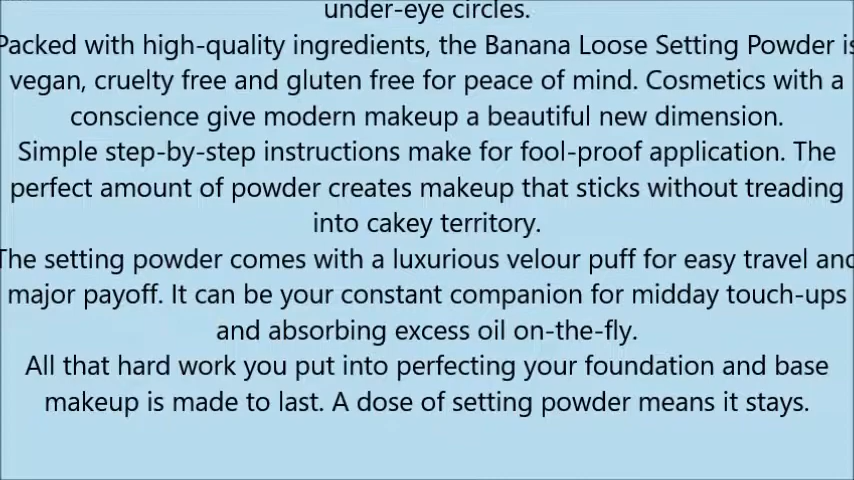 under-eye circles.
Packed with high-quality ingredients, the Banana Loose Setting Powder is
vegan, cruelty free and gluten free for peace of mind. Cosmetics with a
conscience give modern makeup a beautiful new dimension.
Simple step-by-step instructions make for fool-proof application. The
perfect amount of powder creates makeup that sticks without treading
into cakey territory.
The setting powder comes with a luxurious velour puff for easy travel and
major payoff. It can be your constant companion for midday touch-ups
and absorbing excess oil on-the-fly.
All that hard work you put into perfecting your foundation and base
makeup is made to last. A dose of setting powder means it stays.